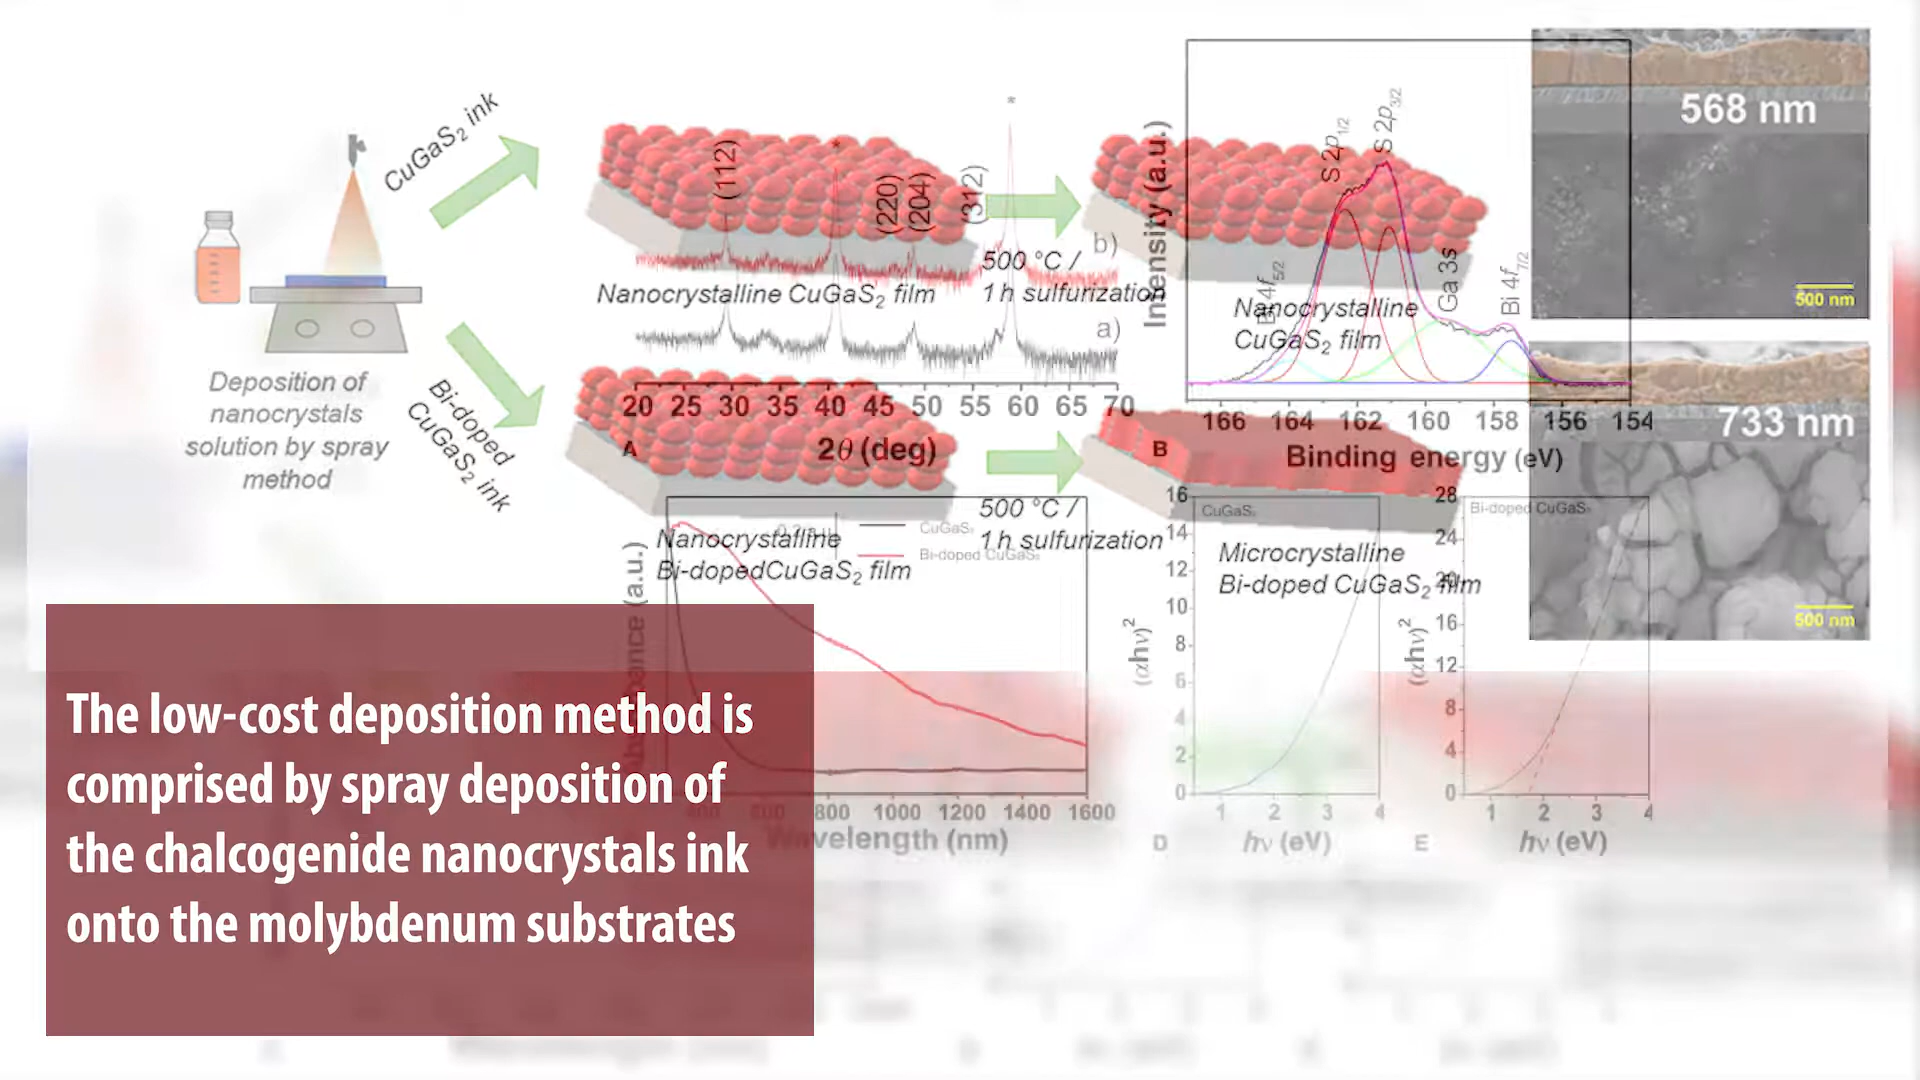 CuGaS2 ink
Deposition of
nanocrystals
solution by spray
method
Bi-doped
CuGaS2 ink
Nanocrystalline CuGaS2 film
500 °C /
1 h sulfurization
Nanocrystalline
CuGaS2 film
Nanocrystalline
Bi-dopedCuGaS2 film
500 °C /
1 h sulfurization
Microcrystalline
Bi-doped CuGaS2 film
*
*
(112)
(220)
(204)
(312)
b)
a)
20 25 30 35 40 45 50 55 60 65 70
2θ (deg)
A
Intensity (a.u.)
S 2p1/2
S 2p3/2
Ga 3s
Bi 4f7/2
166 164 162 160 158 156 154
Binding energy (eV)
B
568 nm
500 nm
733 nm
500 nm
CuGaS2
Bi-doped CuGaS2
800 1000 1200 1400 1600
Wavelength (nm)
CuGaS2
16
14
12
10
8
6
4
2
0
(αhν)2
1 2 3 4
hν (eV)
D
Bi-doped CuGaS2
28
24
20
16
12
8
4
0
(αhν)2
1 2 3 4
hν (eV)
E
The low-cost deposition method is
comprised by spray deposition of
the chalcogenide nanocrystals ink
onto the molybdenum substrates